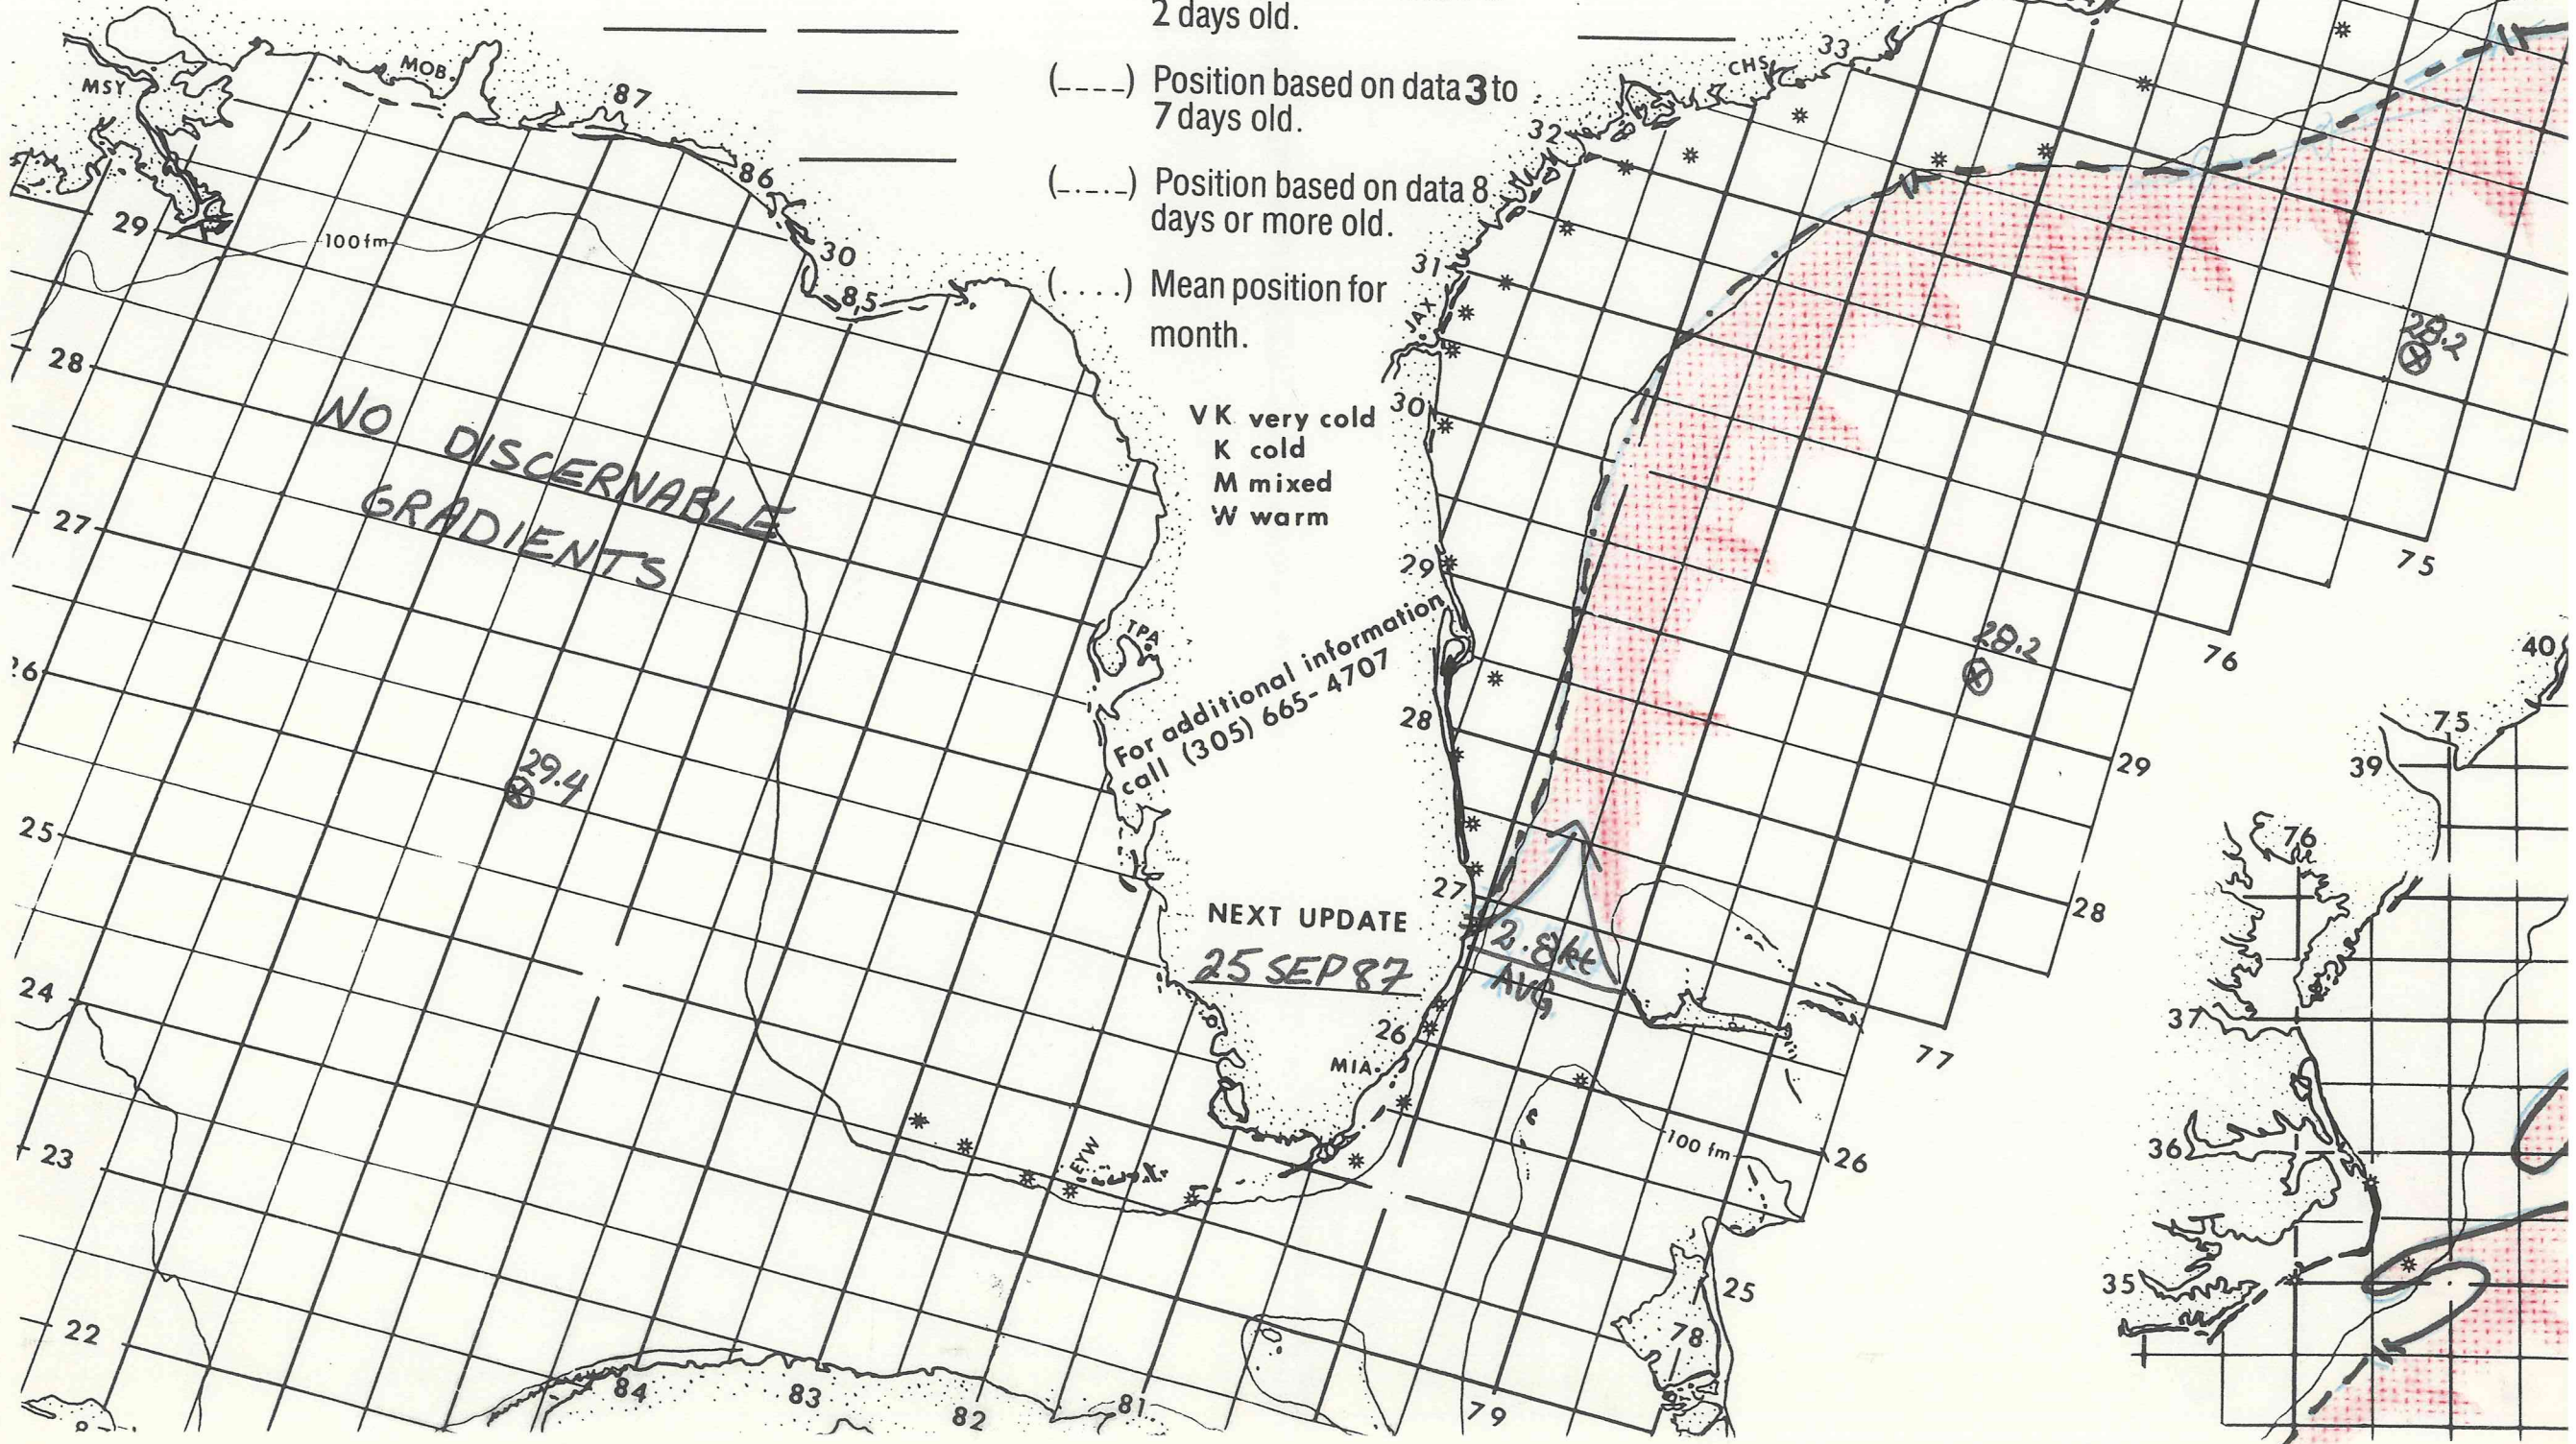 2 days old.
(----) Position based on data 3 to
7 days old.
(_._._) Position based on data 8
days or more old.
(....) Mean position for
month.
VK very cold
K cold
M mixed
W warm
For additional information
call (305) 665-4707
NEXT UPDATE
25 SEP 87
NO DISCERNABLE
GRADIENTS
29.4
28.2
28.2
2.8kt
AVG
MSY
MOB
87
86
30
85
29
100 fm
28
27
26
25
24
23
22
84
83
82
81
79
78
TPA
EYW
MIA
JAX
CHS
33
32
31
30
29
28
27
26
75
76
29
28
77
26
100 fm
25
40
75
39
76
37
36
35